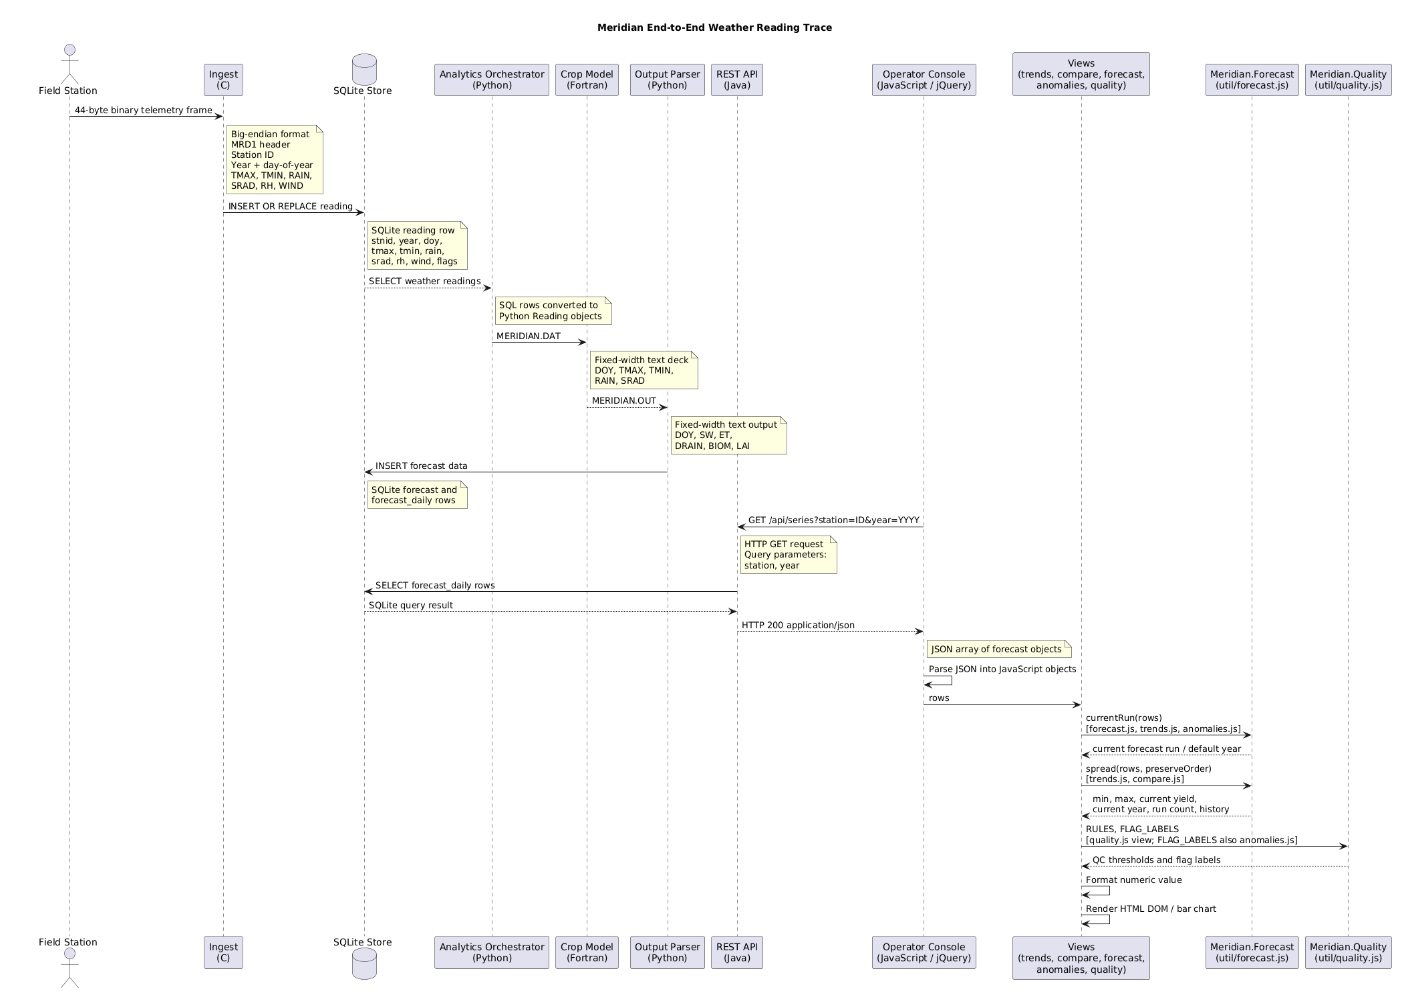 Meridian End-to-End Weather Reading Trace
Field Station
Ingest
(C)
SQLite Store
Analytics Orchestrator
(Python)
Crop Model
(Fortran)
Output Parser
(Python)
REST API
(Java)
Operator Console
(JavaScript / jQuery)
Views
(trends, compare, forecast,
anomalies, quality)
Meridian.Forecast
(util/forecast.js)
Meridian.Quality
(util/quality.js)
44-byte binary telemetry frame
Big-endian format
MRD1 header
Station ID
Year + day-of-year
TMAX, TMIN, RAIN,
SRAD, RH, WIND
INSERT OR REPLACE reading
SQLite reading row
stnid, year, doy,
tmax, tmin, rain,
srad, rh, wind, flags
SELECT weather readings
SQL rows converted to
Python Reading objects
MERIDIAN.DAT
Fixed-width text deck
DOY, TMAX, TMIN,
RAIN, SRAD
MERIDIAN.OUT
Fixed-width text output
DOY, SW, ET,
DRAIN, BIOM, LAI
INSERT forecast data
SQLite forecast and
forecast_daily rows
GET /api/series?station=ID&year=YYYY
HTTP GET request
Query parameters:
station, year
SELECT forecast_daily rows
SQLite query result
HTTP 200 application/json
JSON array of forecast objects
Parse JSON into JavaScript objects
rows
currentRun(rows)
[forecast.js, trends.js, anomalies.js]
current forecast run / default year
spread(rows, preserveOrder)
[trends.js, compare.js]
min, max, current yield,
current year, run count, history
RULES, FLAG_LABELS
[quality.js view; FLAG_LABELS also anomalies.js]
QC thresholds and flag labels
Format numeric value
Render HTML DOM / bar chart
Field Station
Ingest
(C)
SQLite Store
Analytics Orchestrator
(Python)
Crop Model
(Fortran)
Output Parser
(Python)
REST API
(Java)
Operator Console
(JavaScript / jQuery)
Views
(trends, compare, forecast,
anomalies, quality)
Meridian.Forecast
(util/forecast.js)
Meridian.Quality
(util/quality.js)